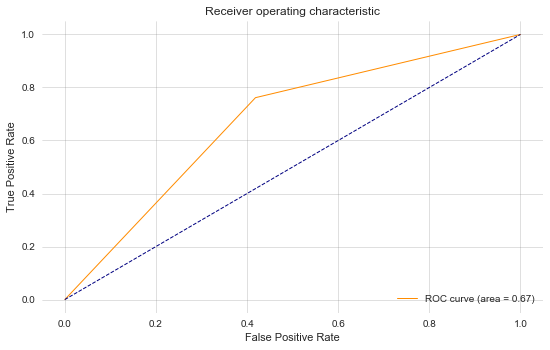 Receiver operating characteristic
True Positive Rate
1.0
0.8
0.6
0.4
0.2
0.0
ROC curve (area = 0.67)
0.0 0.2 0.4 0.6 0.8 1.0
False Positive Rate